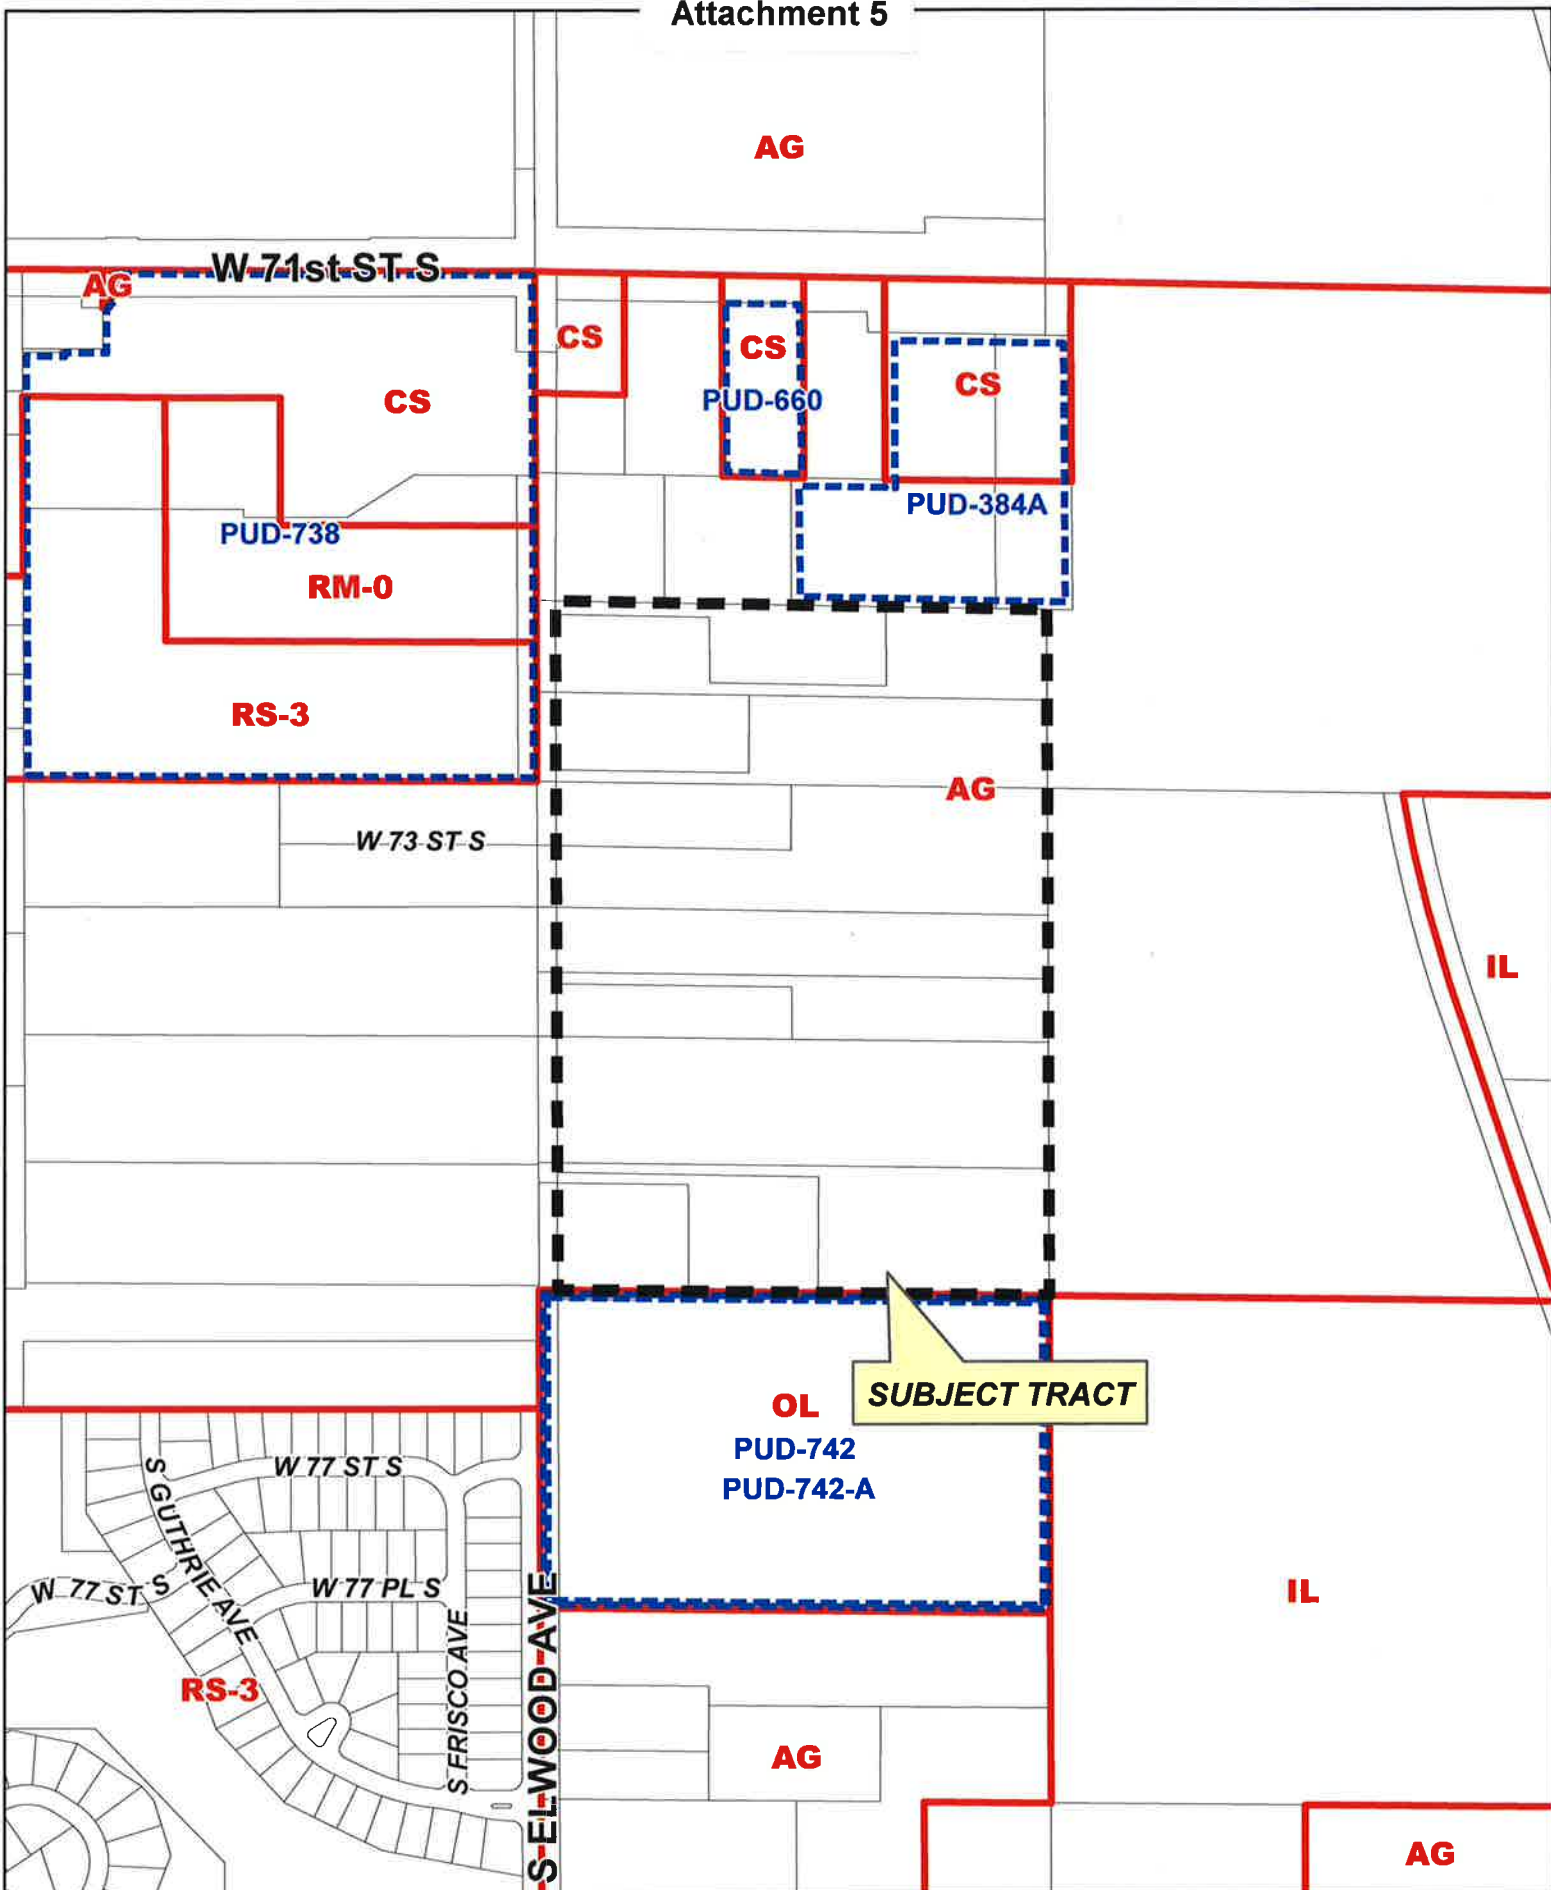 Attachment 5
AG
W 71st ST S
AG
CS
CS
CS
CS
PUD-660
PUD-384A
PUD-738
RM-0
RS-3
AG
W 73 ST S
IL
SUBJECT TRACT
OL
PUD-742
PUD-742-A
W 77 ST S
S GUTHRIE AVE
W 77 ST S
W 77 PL S
S FRISCO AVE
S ELWOOD AVE
IL
RS-3
AG
AG